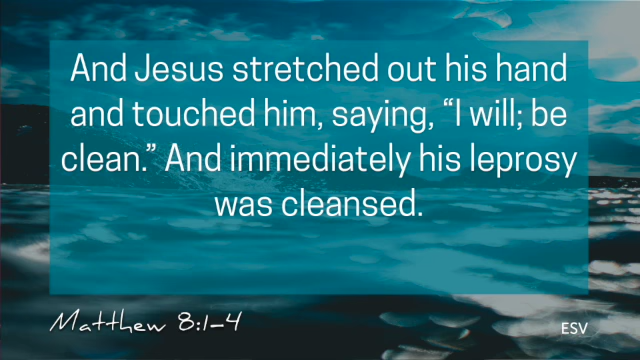 And Jesus stretched out his hand
and touched him, saying, “I will; be
clean.” And immediately his leprosy
was cleansed.
Matthew 8:1–4
ESV